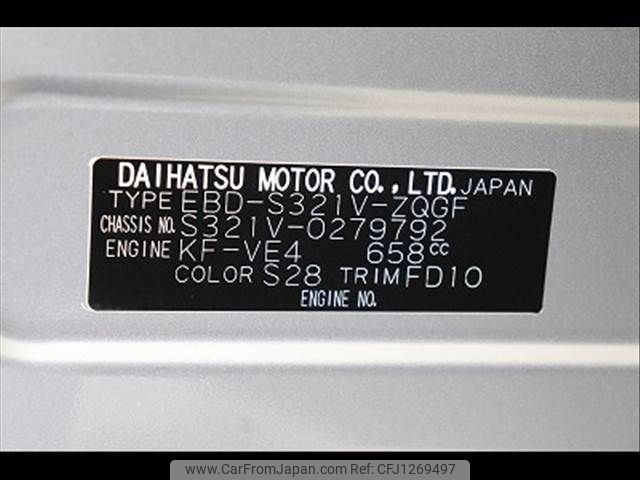 DAIHATSU MOTOR CO.,LTD. JAPAN
TYPE EBD-S321V-ZQGF
CHASSIS NO. S321V-0279792
ENGINE KF-VE4 658cc
COLOR S28 TRIM FD10
ENGINE NO.
www.CarFromJapan.com | CFJ1269497